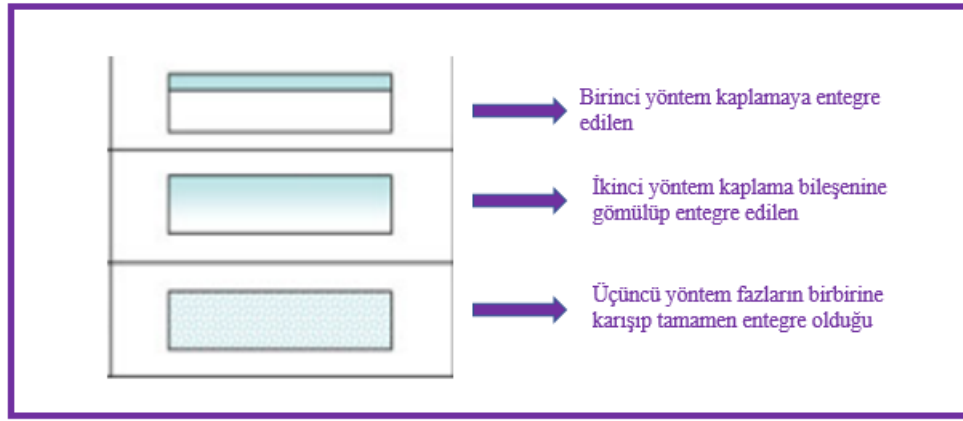 Birinci yöntem kaplamaya entegre
edilen
İkinci yöntem kaplama bileşenine
gömülüp entegre edilen
Üçüncü yöntem fazların birbirine
karışıp tamamen entegre olduğu